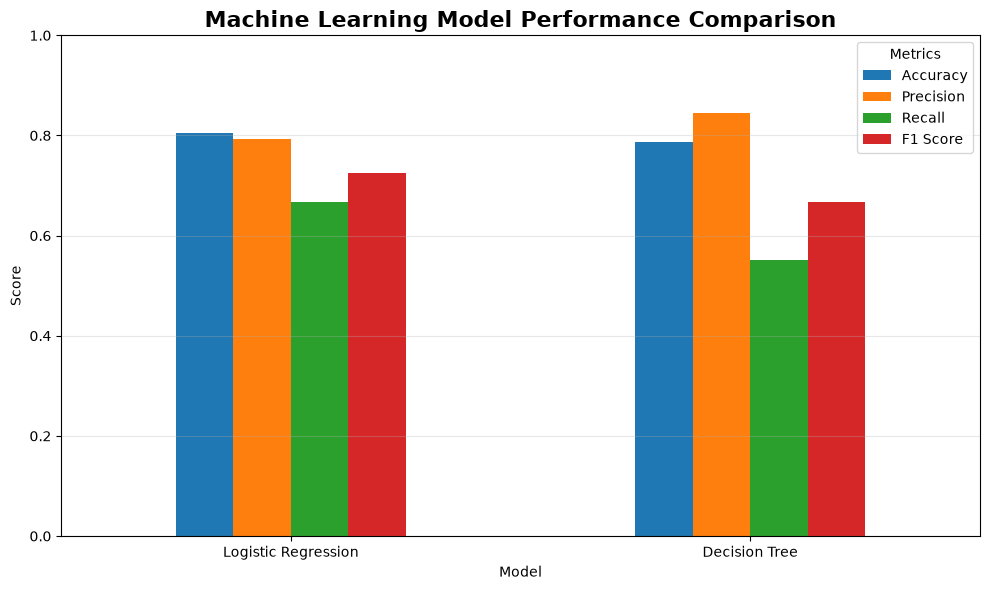 Machine Learning Model Performance Comparison
Metrics
Accuracy
Precision
Recall
F1 Score
1.0
0.8
0.6
0.4
0.2
0.0
Score
Logistic Regression
Decision Tree
Model